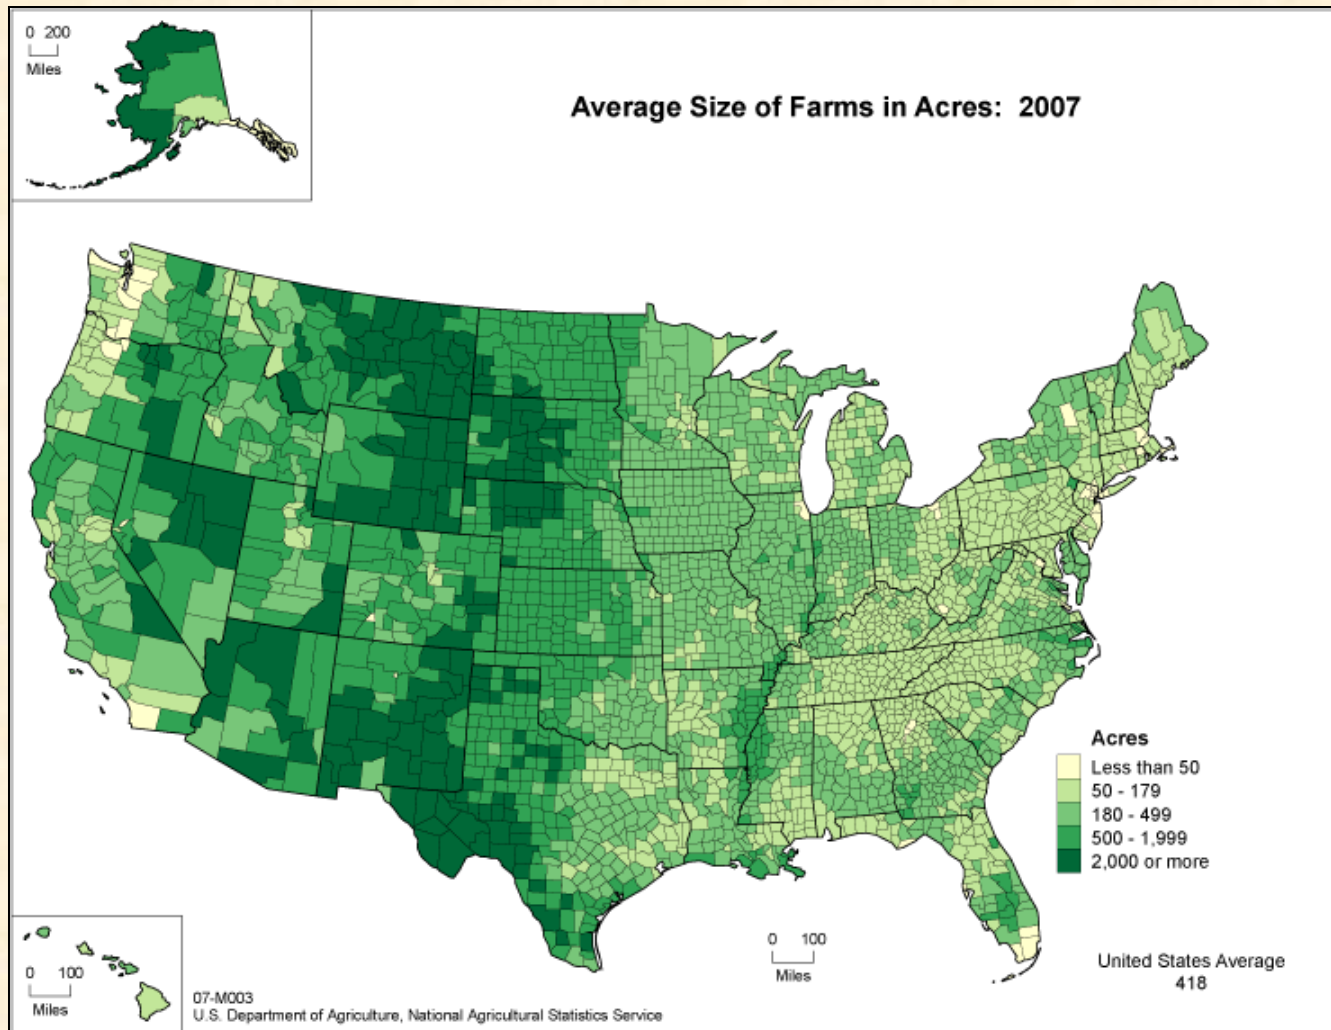 0 200
Miles
Average Size of Farms in Acres: 2007
Acres
Less than 50
50 - 179
180 - 499
500 - 1,999
2,000 or more
0 100
Miles
United States Average
418
0 100
Miles
07-M003
U.S. Department of Agriculture, National Agricultural Statistics Service